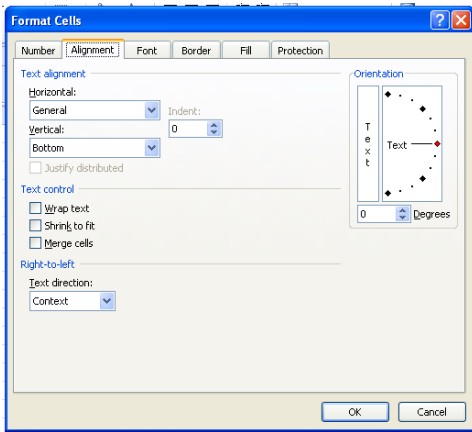 Format Cells
Number Alignment Font Border Fill Protection
Text alignment
Horizontal:
General
Indent:
Vertical:
0
Bottom
Justify distributed
Text control
Wrap text
Shrink to fit
Merge cells
Right-to-left
Text direction:
Context
Orientation
Text
Text
0 Degrees
OK Cancel